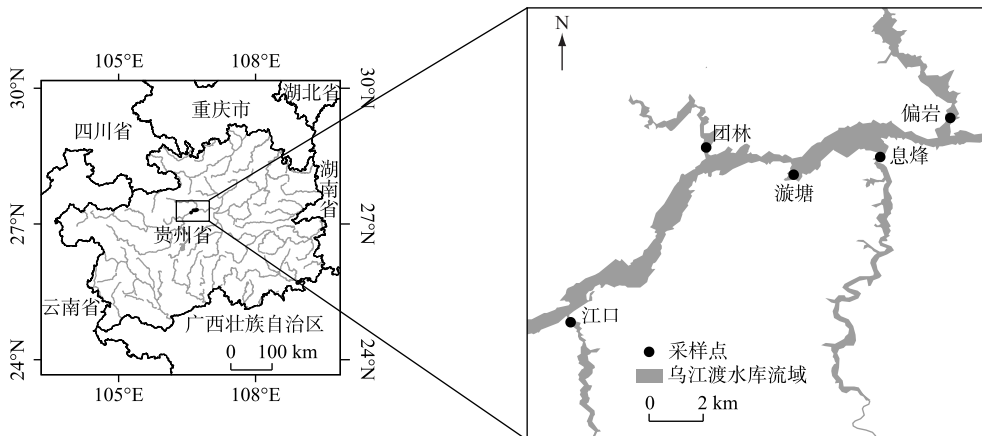 105°E
108°E
30°N
30°N
湖北省
重庆市
四川省
湖南省
27°N
27°N
贵州省
云南省
广西壮族自治区
0 100 km
24°N
24°N
105°E
108°E
N
偏岩
团林
息烽
漩塘
江口
采样点
乌江渡水库流域
0 2 km